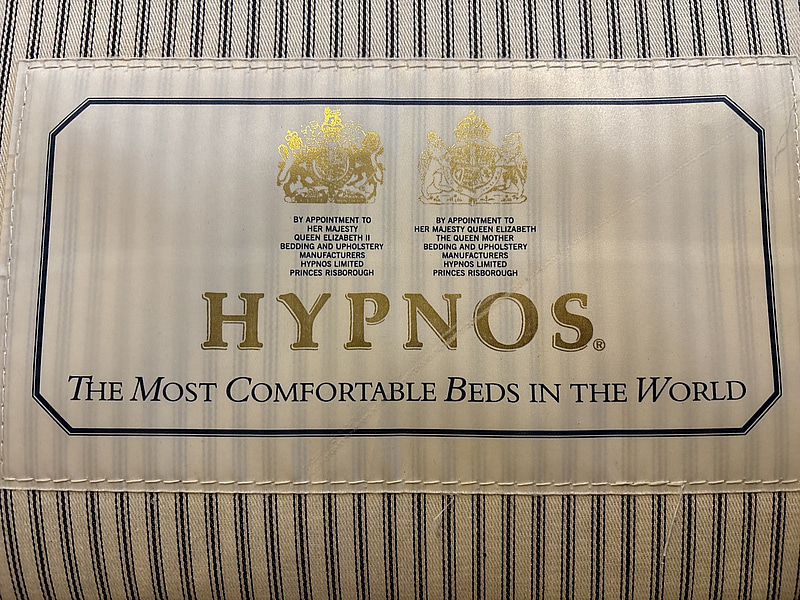 BY APPOINTMENT TO
HER MAJESTY
QUEEN ELIZABETH II
BEDDING AND UPHOLSTERY
MANUFACTURERS
HYPNOS LIMITED
PRINCES RISBOROUGH
BY APPOINTMENT TO
HER MAJESTY QUEEN ELIZABETH
THE QUEEN MOTHER
BEDDING AND UPHOLSTERY
MANUFACTURERS
HYPNOS LIMITED
PRINCES RISBOROUGH
HYPNOS®
THE MOST COMFORTABLE BEDS IN THE WORLD